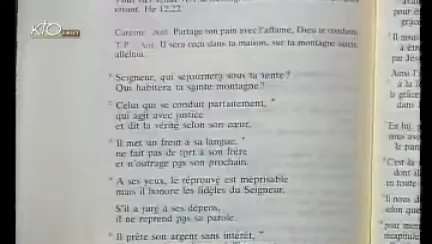 KTO
vivant. He 12,22.
Carême Ant. Partage ton pain avec l'affamé, Dieu te conduira
T.P. Ant. Il sera reçu dans ta maison, sur ta montagne sainte,
alleluia.
Seigneur, qui séjournera sous ta tente ?
Qui habitera ta sainte montagne ?
Celui qui se conduit parfaitement, *
qui agit avec justice
et dit la vérité selon son cœur.
Il met un frein à sa langue, *
ne fait pas de tort à son frère
et n'outrage pas son prochain.
A ses yeux, le réprouvé est méprisable
mais il honore les fidèles du Seigneur.
S'il a juré à ses dépens,
il ne reprend pas sa parole.
Il prête son argent sans intérêt, *
pour
grâce
Il nous
à être
par Jés
Ainsi l'
à la
la grâce
dans
En lui, p
le par
C'est la
dont il
en toute
Il nous d
selon que
pour men